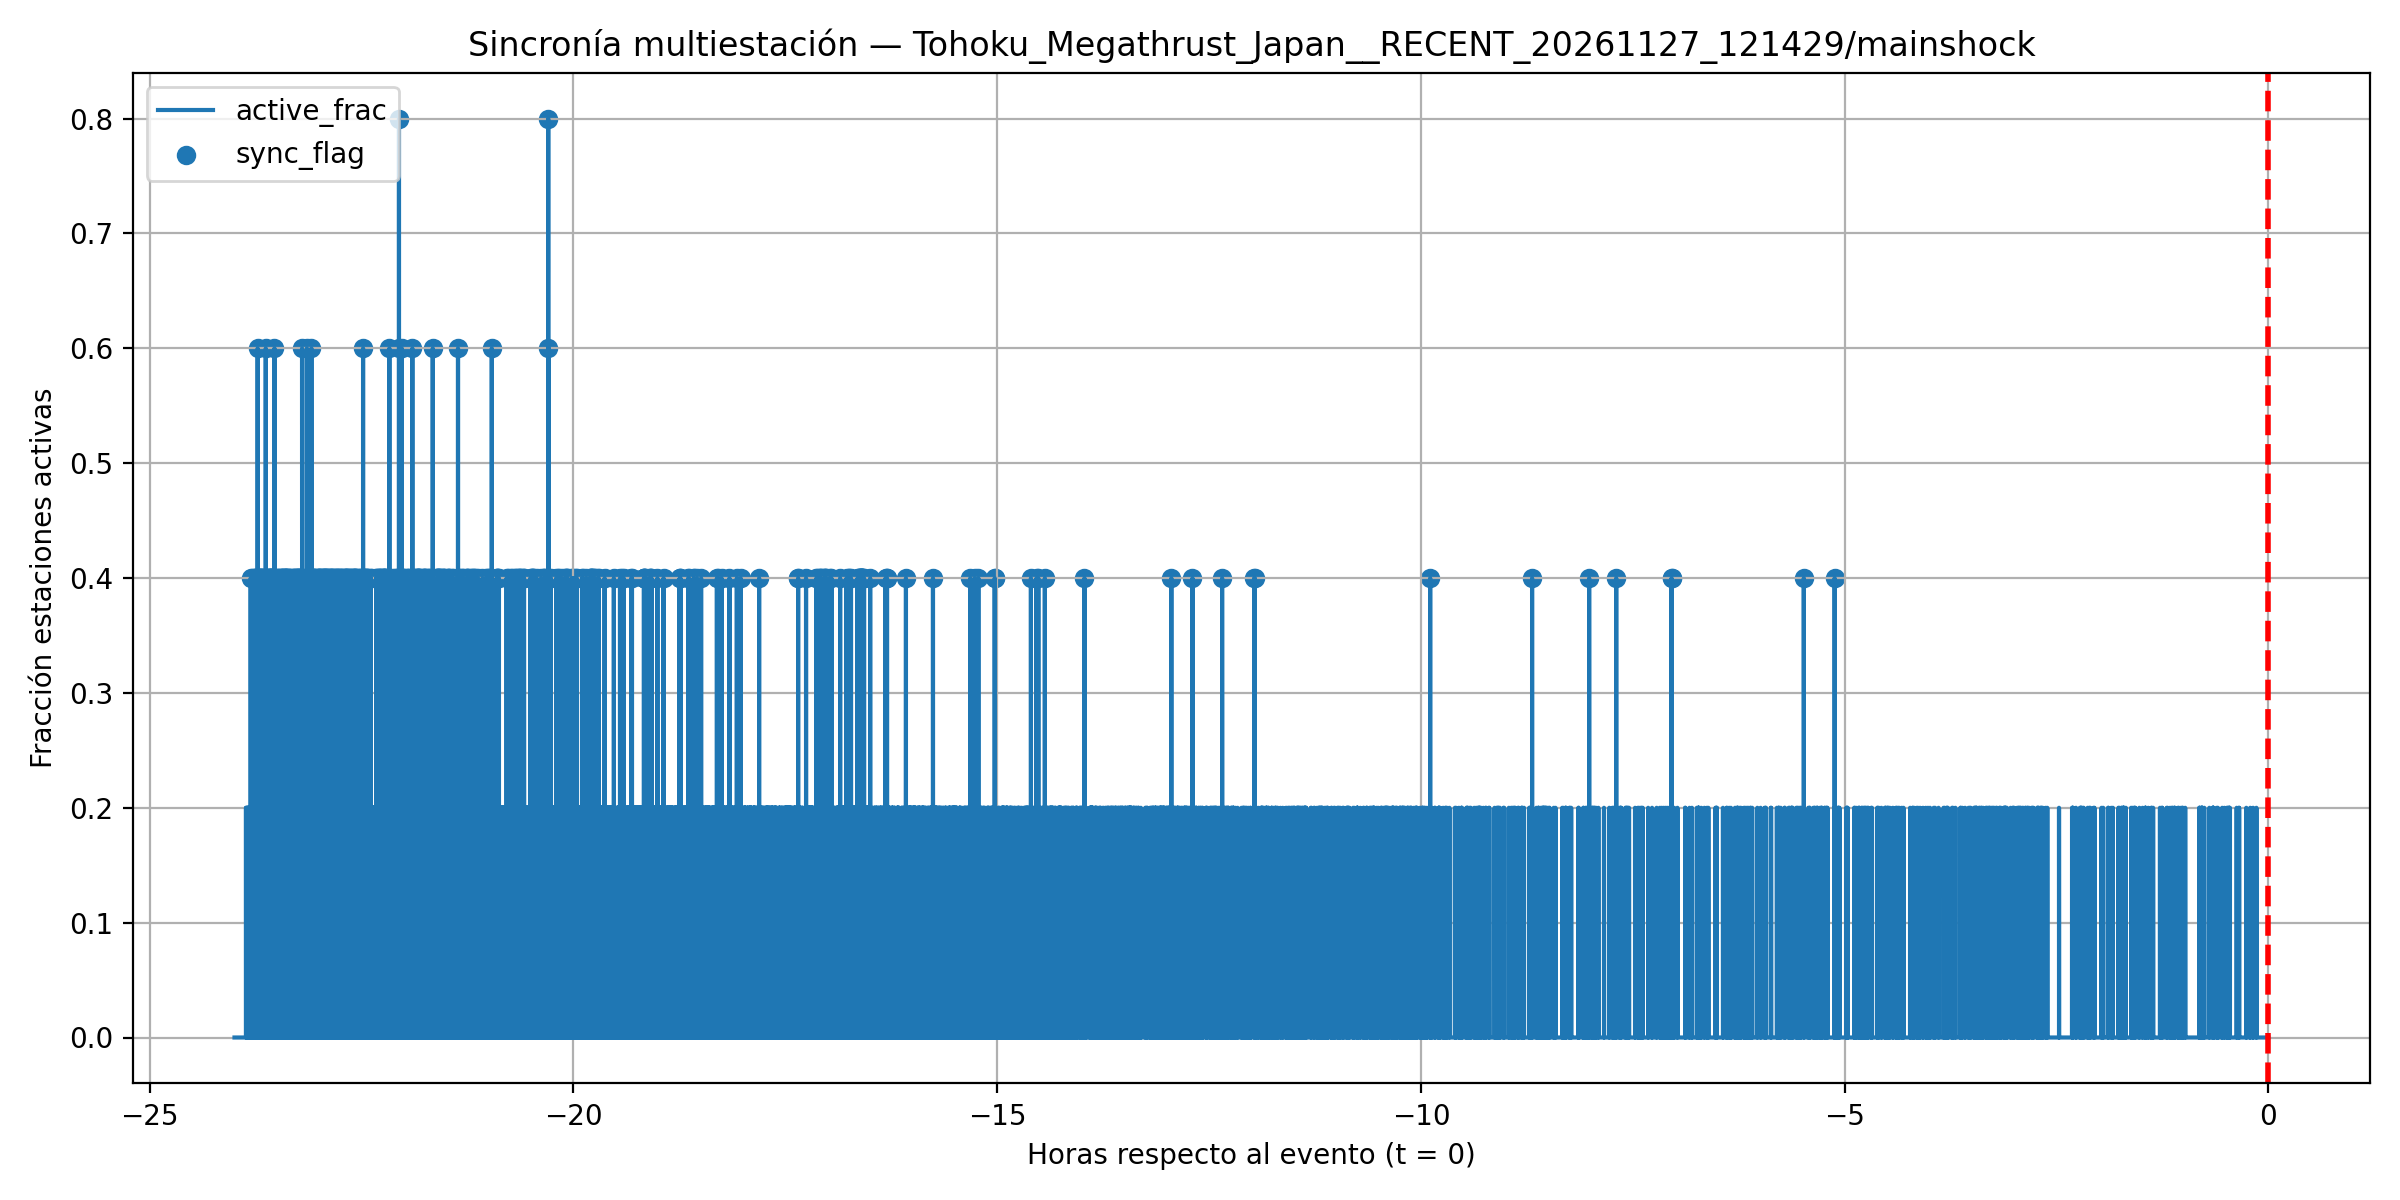 Sincronía multiestación — Tohoku_Megathrust_Japan__RECENT_20261127_121429/mainshock
active_frac
sync_flag
0.8
0.7
0.6
0.5
0.4
0.3
0.2
0.1
0.0
Fracción estaciones activas
−25 −20 −15 −10 −5 0
Horas respecto al evento (t = 0)